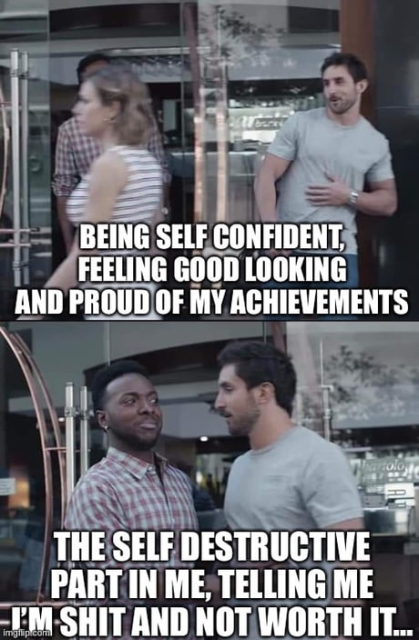 BEING SELF CONFIDENT,
FEELING GOOD LOOKING
AND PROUD OF MY ACHIEVEMENTS
THE SELF DESTRUCTIVE
PART IN ME, TELLING ME
I'M SHIT AND NOT WORTH IT...
imgflip.com